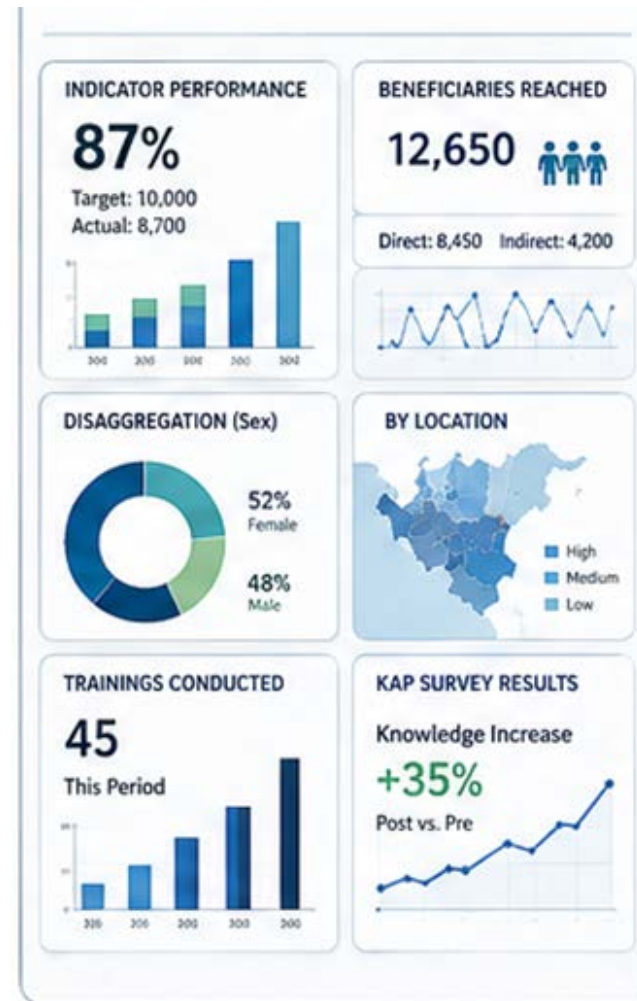 INDICATOR PERFORMANCE
87%
Target: 10,000
Actual: 8,700
BENEFICIARIES REACHED
12,650
Direct: 8,450 Indirect: 4,200
DISAGGREGATION (Sex)
52%
Female
48%
Male
BY LOCATION
High
Medium
Low
TRAININGS CONDUCTED
45
This Period
KAP SURVEY RESULTS
Knowledge Increase
+35%
Post vs. Pre